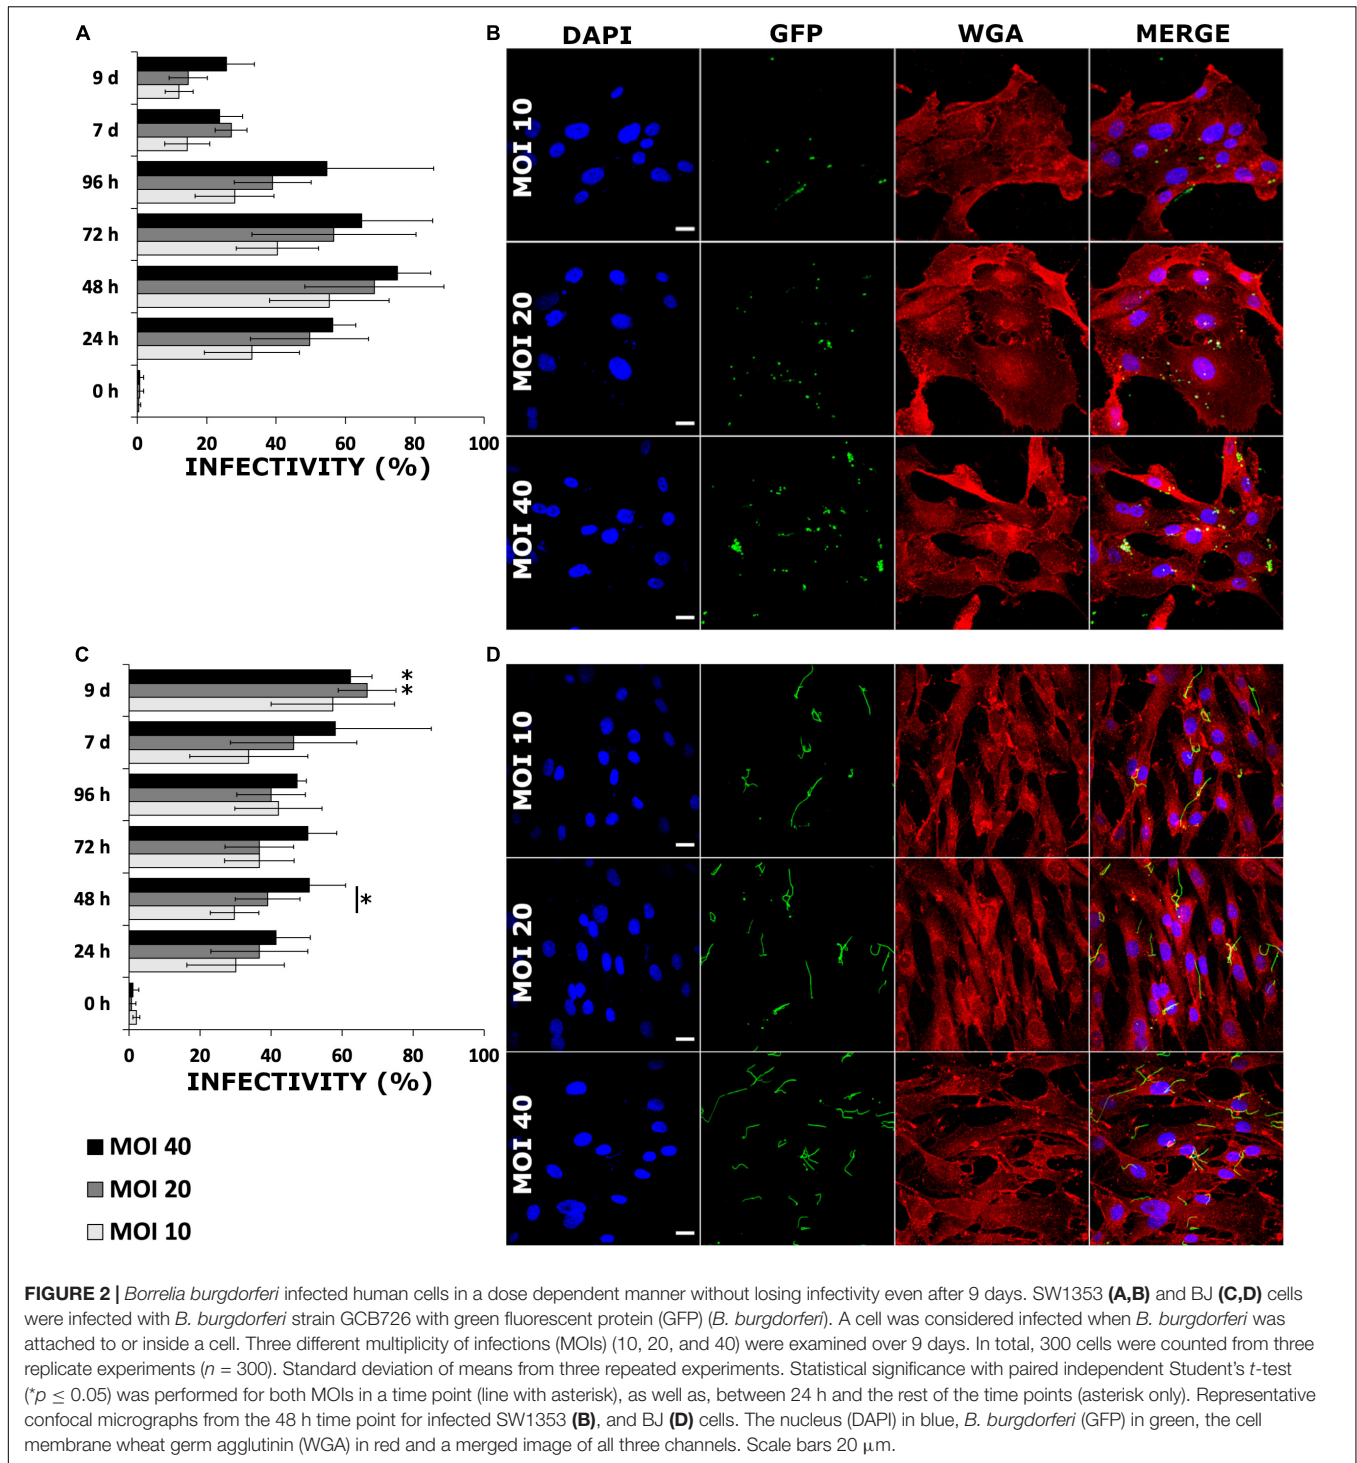 A
9 d
7 d
96 h
72 h
48 h
24 h
0 h
0 20 40 60 80 100
INFECTIVITY (%)
B
DAPI GFP WGA MERGE
MOI 10
MOI 20
MOI 40
C
9 d
7 d
96 h
72 h
48 h
24 h
0 h
*
*
*
0 20 40 60 80 100
INFECTIVITY (%)
MOI 40
MOI 20
MOI 10
D
MOI 10
MOI 20
MOI 40
FIGURE 2 | Borrelia burgdorferi infected human cells in a dose dependent manner without losing infectivity even after 9 days. SW1353 (A,B) and BJ (C,D) cells
were infected with B. burgdorferi strain GCB726 with green fluorescent protein (GFP) (B. burgdorferi). A cell was considered infected when B. burgdorferi was
attached to or inside a cell. Three different multiplicity of infections (MOIs) (10, 20, and 40) were examined over 9 days. In total, 300 cells were counted from three
replicate experiments (n = 300). Standard deviation of means from three repeated experiments. Statistical significance with paired independent Student's t-test
(*p ≤ 0.05) was performed for both MOIs in a time point (line with asterisk), as well as, between 24 h and the rest of the time points (asterisk only). Representative
confocal micrographs from the 48 h time point for infected SW1353 (B), and BJ (D) cells. The nucleus (DAPI) in blue, B. burgdorferi (GFP) in green, the cell
membrane wheat germ agglutinin (WGA) in red and a merged image of all three channels. Scale bars 20 μm.